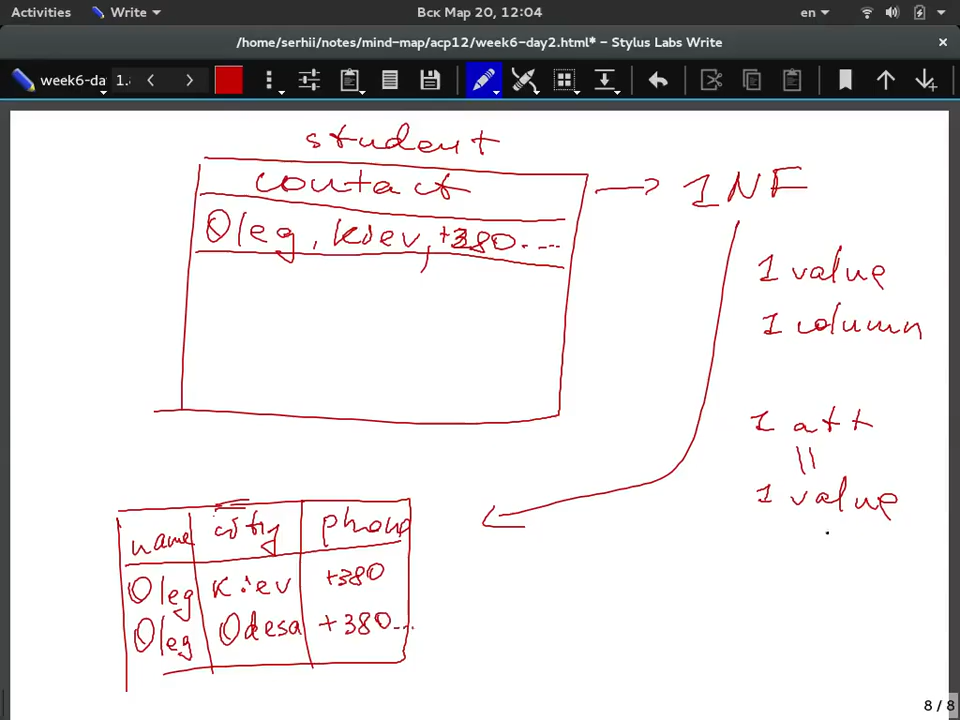 Activities Write Вск Мар 20, 12:04 en
/home/serhii/notes/mind-map/acp12/week6-day2.html* – Stylus Labs Write
week6-da 1.
student
contact
1NF
Oleg, Kiev, +380....
1 value
1 column
1 att
||
1 value
name city phone
Oleg Kiev +380
Oleg Odesa +380...
8 / 8